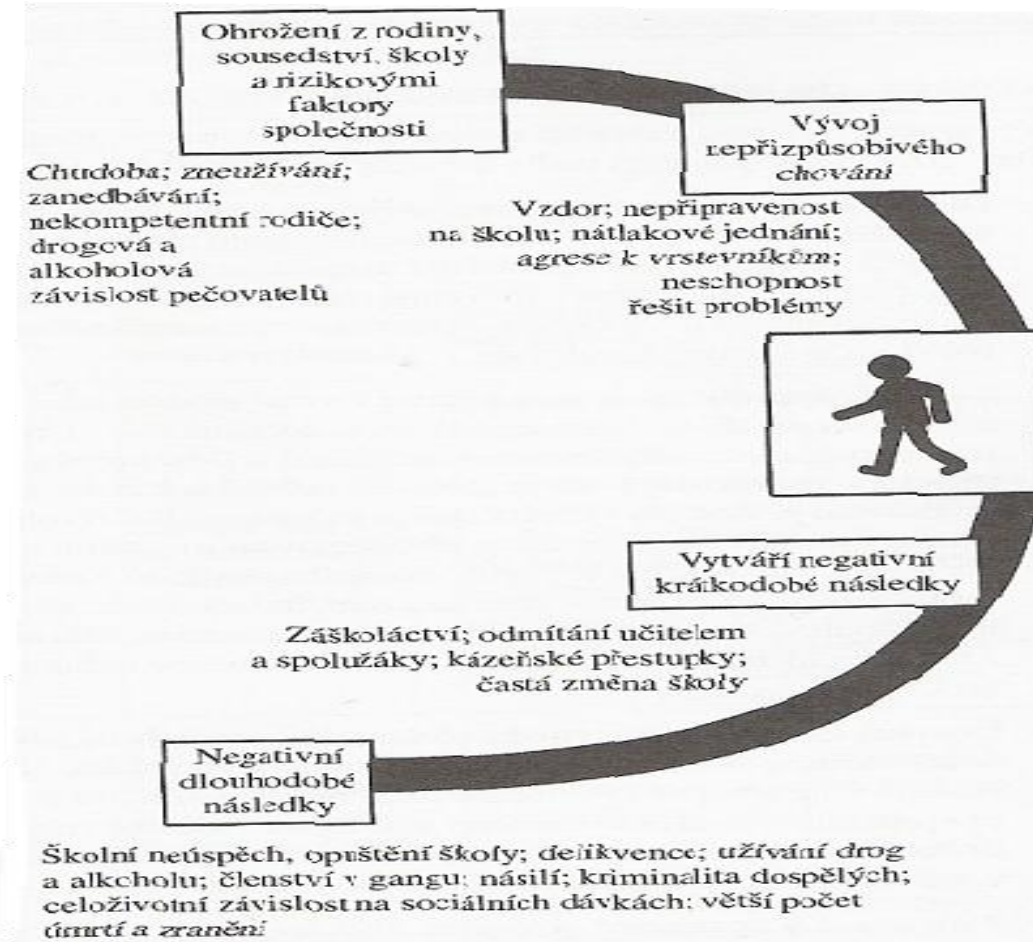 Ohrožení z rodiny,
sousedství, školy
a rizikovými
faktory
společnosti
Chudoba; zneužívání;
zanedbávání;
nekompetentní rodiče;
drogová a
alkoholová
závislost pečovatelů
Vývoj
nepřizpůsobivého
chování
Vzdor; nepřipravenost
na školu; nátlakové jednání;
agrese k vrstevníkům;
neschopnost
řešit problémy
Vytváří negativní
krátkodobé následky
Záškoláctví; odmítání učitelem
a spolužáky; kázeňské přestupky;
častá změna školy
Negativní
dlouhodobé
následky
Školní neúspěch, opuštění školy; delikvence; užívání drog
a alkoholu; členství v gangu; násilí; kriminalita dospělých;
celoživotní závislost na sociálních dávkách; větší počet
úmrtí a zranění